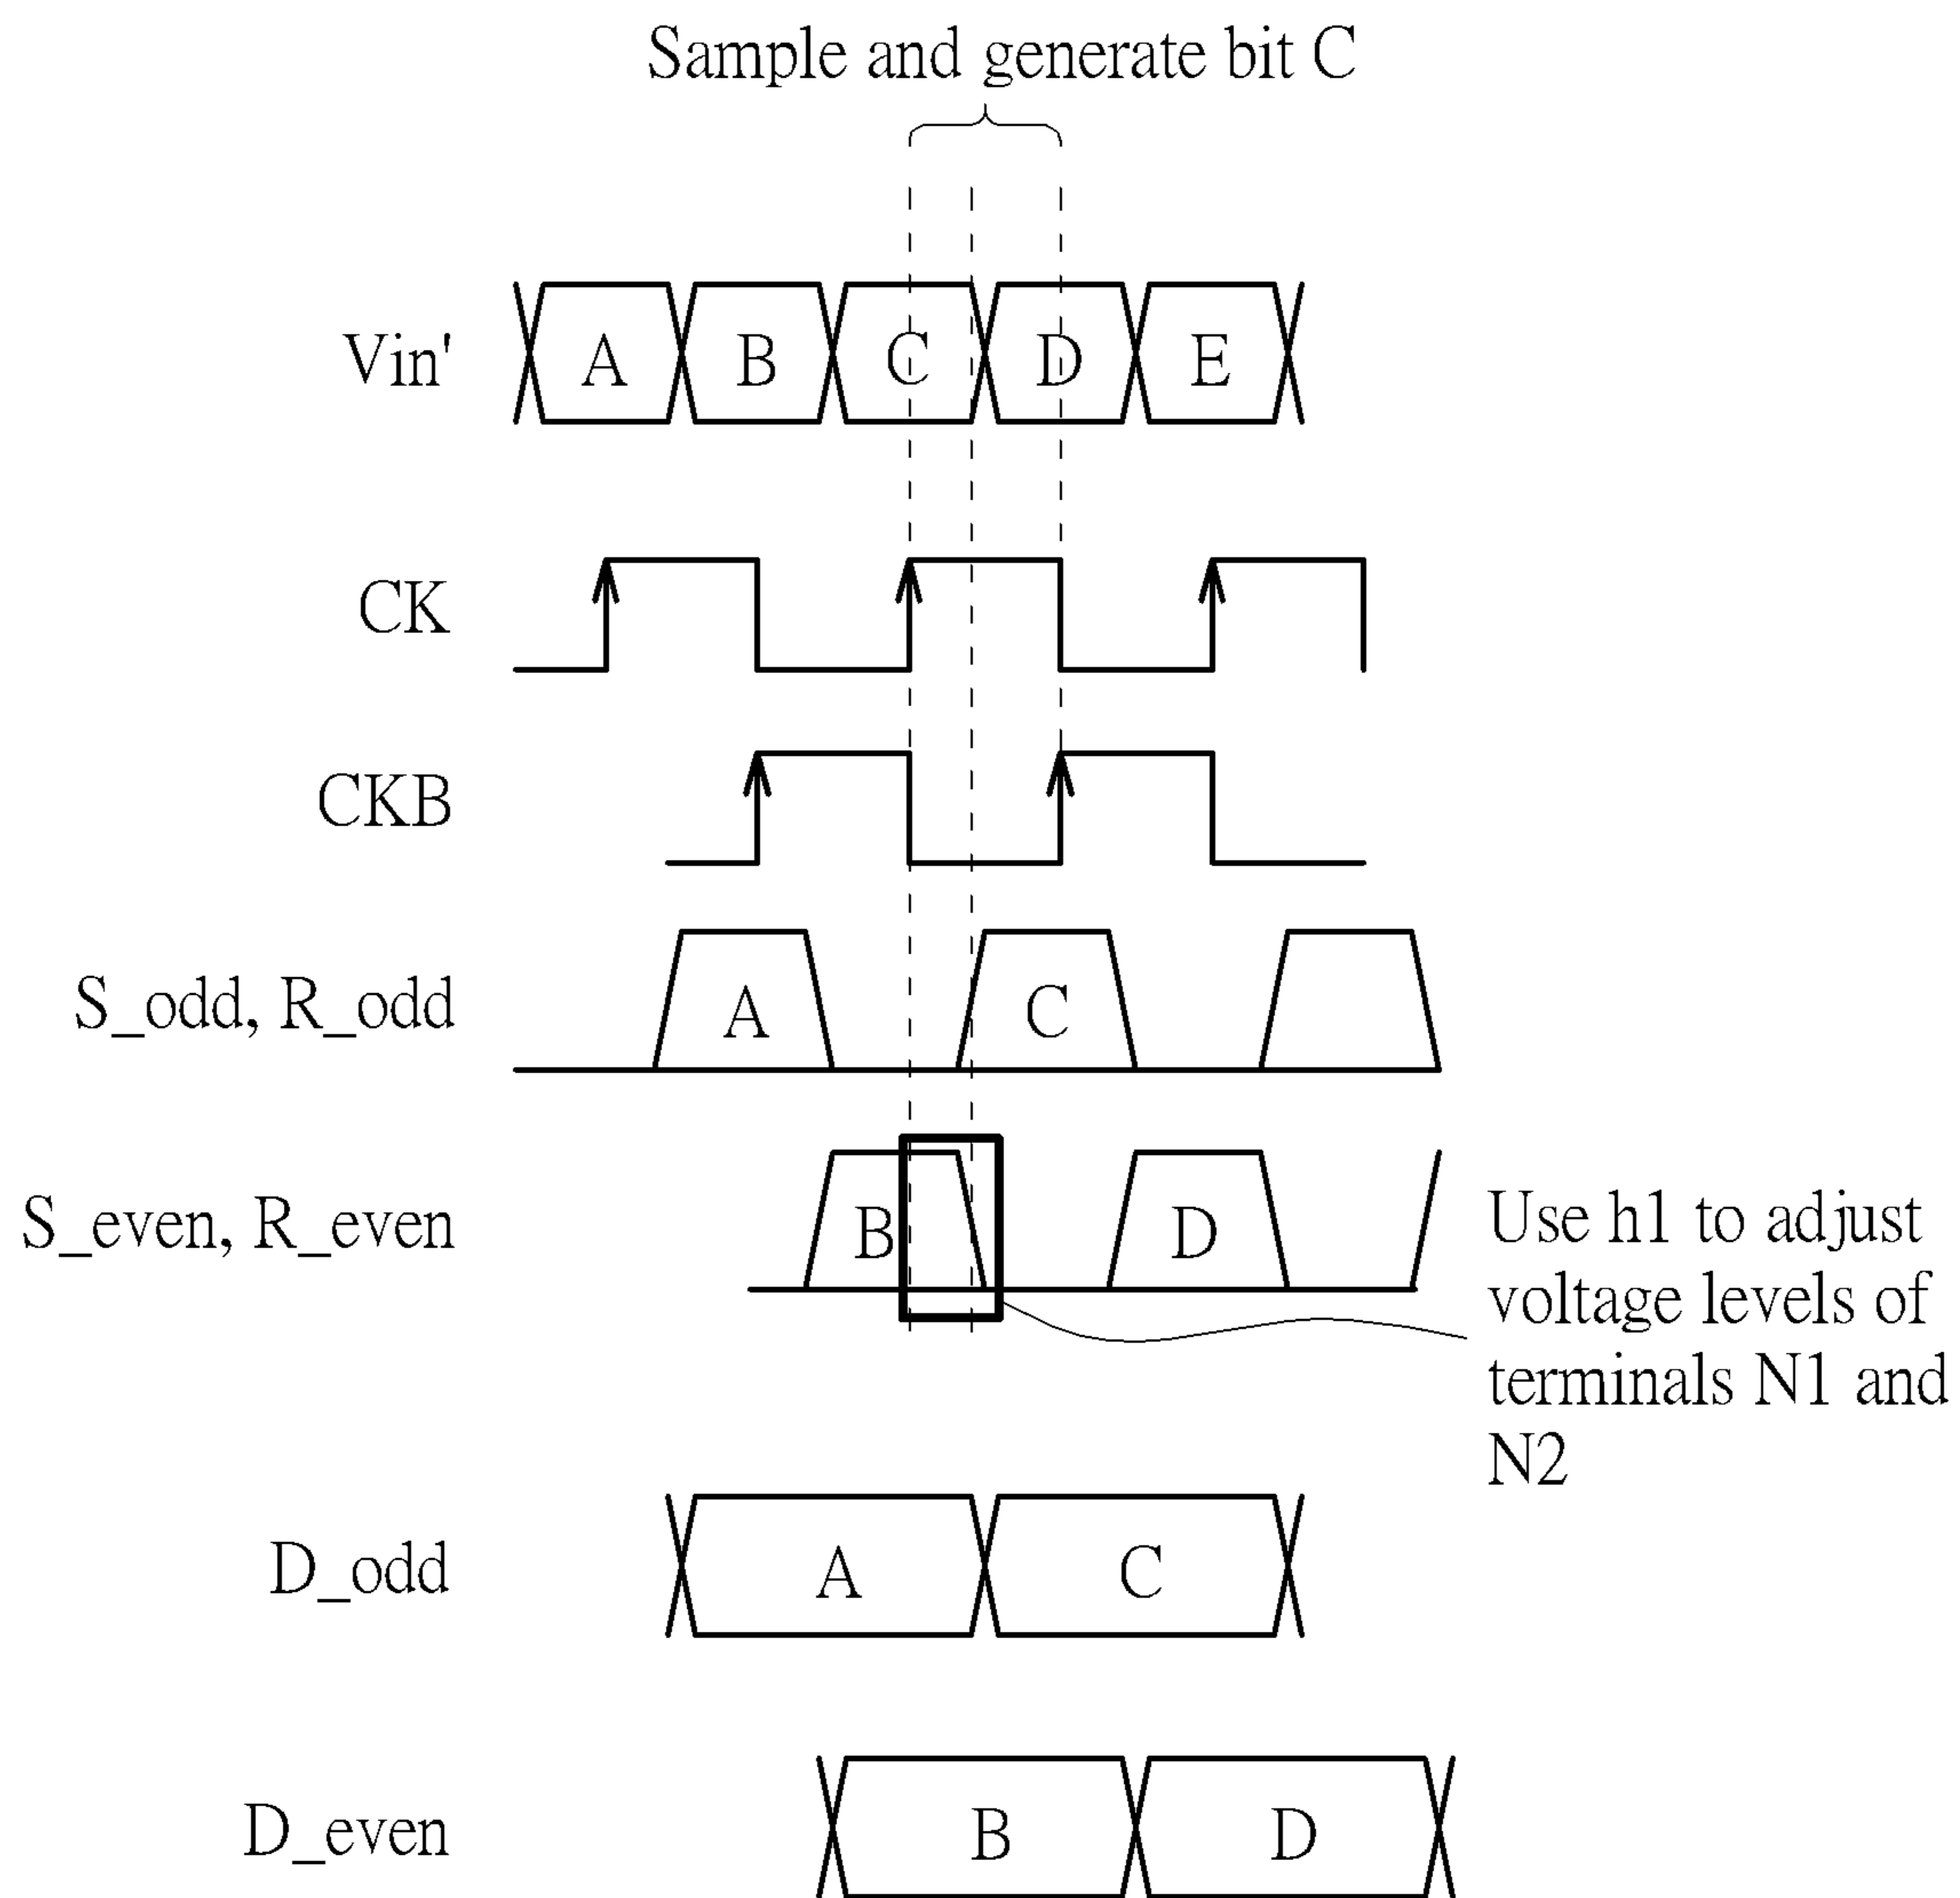 Sample and generate bit C
Vin'
A
B
C
D
E
CK
CKB
S_odd, R_odd
A
C
S_even, R_even
B
D
Use h1 to adjust
voltage levels of
terminals N1 and
N2
D_odd
A
C
D_even
B
D